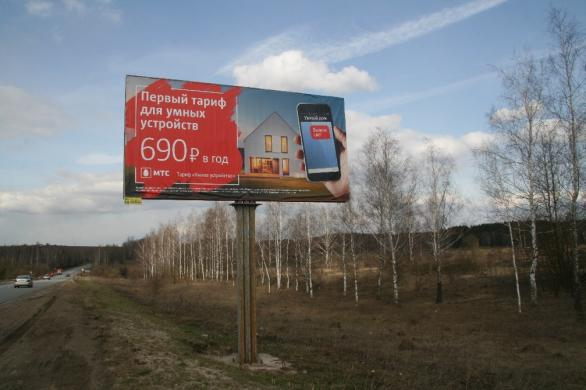 Первый тариф
для умных
устройств
690 ₽ в год
МТС Тариф «Умное устройство»
Умный дом